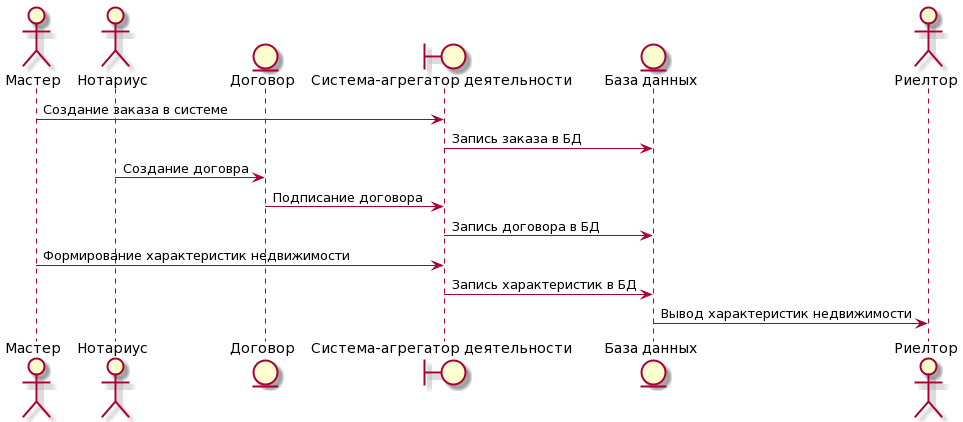 Мастер Нотариус Договор Система-агрегатор деятельности База данных Риелтор
Создание заказа в системе
Запись заказа в БД
Создание договра
Подписание договора
Запись договора в БД
Формирование характеристик недвижимости
Запись характеристик в БД
Вывод характеристик недвижимости
Мастер Нотариус Договор Система-агрегатор деятельности База данных Риелтор